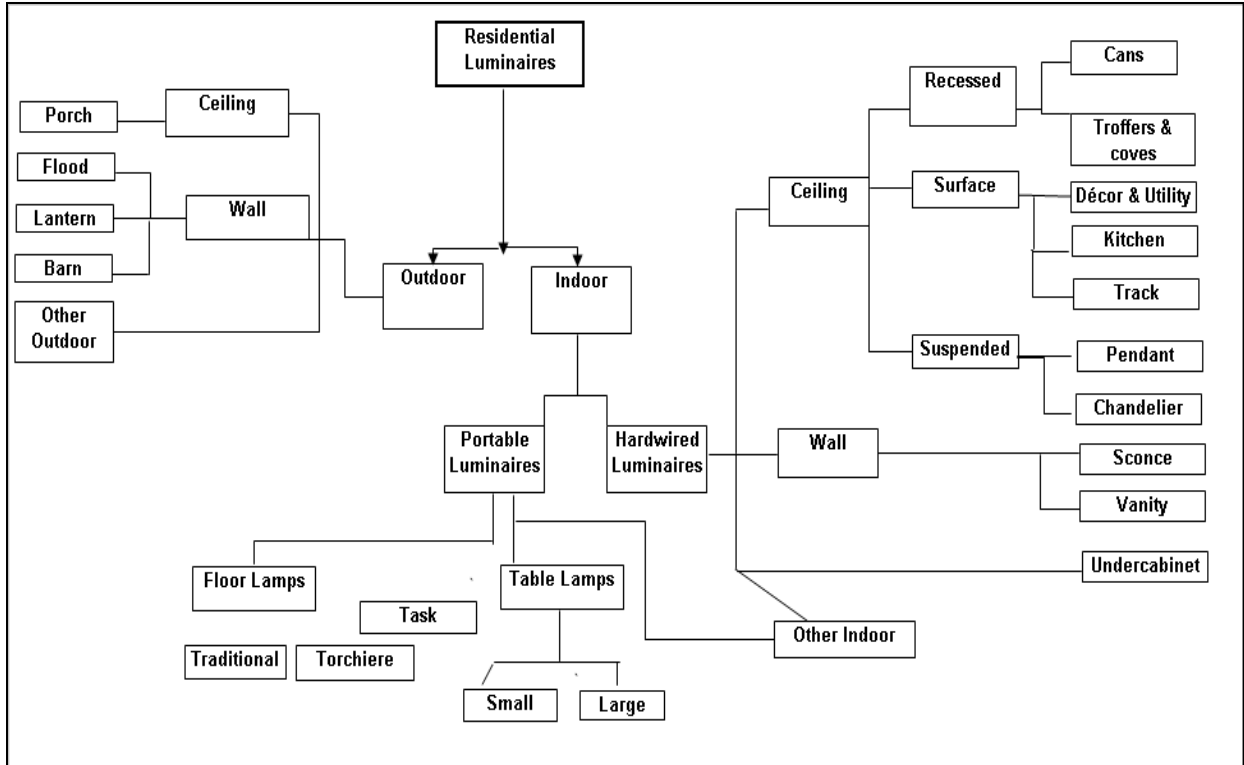 Residential
Luminaires
Porch
Ceiling
Flood
Lantern
Wall
Barn
Other
Outdoor
Outdoor
Indoor
Recessed
Cans
Troffers &
coves
Ceiling
Surface
Décor & Utility
Kitchen
Track
Suspended
Pendant
Chandelier
Portable
Luminaires
Hardwired
Luminaires
Wall
Sconce
Vanity
Undercabinet
Floor Lamps
Table Lamps
Task
Other Indoor
Traditional
Torchiere
Small
Large